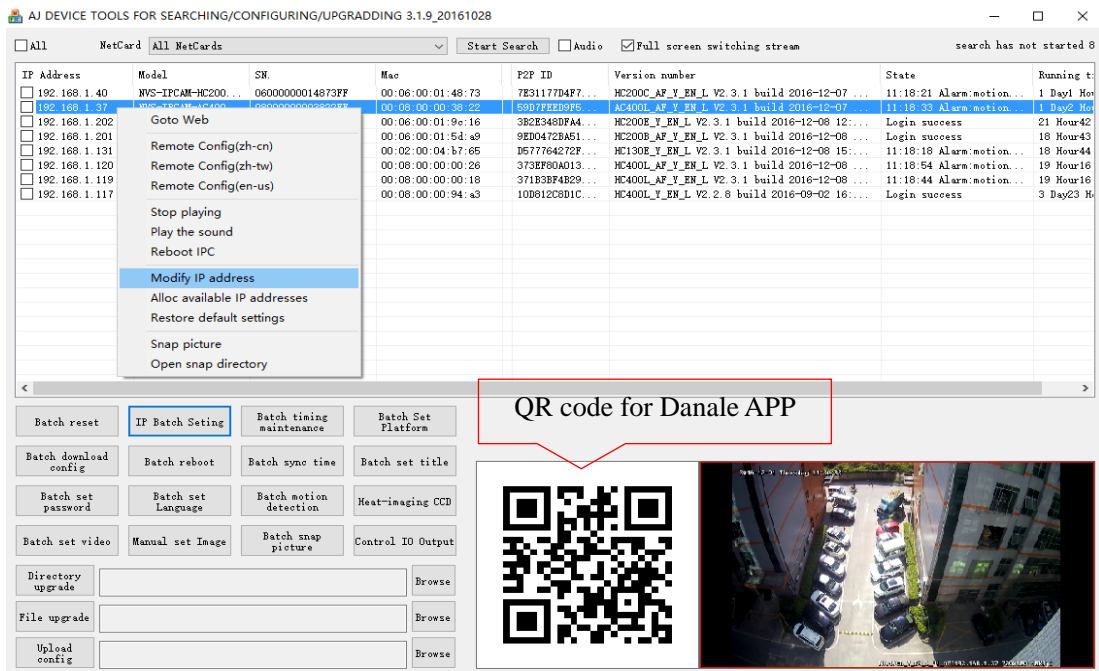 AJ DEVICE TOOLS FOR SEARCHING/CONFIGURING/UPGRADDING 3.1.9_20161028
All NetCard All NetCards Start Search Audio Full screen switching stream search has not started 8
IP Address Model SN. Mac P2P ID Version number State Running t:
192.168.1.40 NVS-IPCAM-HC200... 06000000014873FF 00:06:00:01:48:73 7E31177D4F7... HC200C_AF_Y_EN_L V2.3.1 build 2016-12-07 ... 11:18:21 Alarm:motion... 1 Day1 Ho
192.168.1.37 NVS-IPCAM-AC400... 08000000003822FF 00:08:00:00:38:22 59D7FEED9F5... AC400L_AF_Y_EN_L V2.3.1 build 2016-12-07 ... 11:18:33 Alarm:motion... 1 Day2 Ho
192.168.1.202 00:06:00:01:9e:16 3B2E348DFA4... HC200E_Y_EN_L V2.3.1 build 2016-12-08 12:... Login success 21 Hour42
192.168.1.201 00:06:00:01:5d:a9 9ED0472BA51... HC200B_AF_Y_EN_L V2.3.1 build 2016-12-08 ... Login success 18 Hour43
192.168.1.131 00:02:00:04:b7:65 D577764272F... HC130E_Y_EN_L V2.3.1 build 2016-12-08 15:... 11:18:18 Alarm:motion... 18 Hour44
192.168.1.120 00:08:00:00:00:26 373EF80A013... HC400L_AF_Y_EN_L V2.3.1 build 2016-12-08 ... 11:18:54 Alarm:motion... 19 Hour16
192.168.1.119 00:08:00:00:00:18 371B3BF4B29... HC400L_AF_Y_EN_L V2.3.1 build 2016-12-08 ... 11:18:44 Alarm:motion... 19 Hour16
192.168.1.117 00:08:00:00:94:a3 10D812C8D1C... HC400L_Y_EN_L V2.2.8 build 2016-09-02 16:... Login success 3 Day23 H
Goto Web
Remote Config(zh-cn)
Remote Config(zh-tw)
Remote Config(en-us)
Stop playing
Play the sound
Reboot IPC
Modify IP address
Alloc available IP addresses
Restore default settings
Snap picture
Open snap directory
QR code for Danale APP
Batch reset IP Batch Seting Batch timing maintenance Batch Set Platform
Batch download config Batch reboot Batch sync time Batch set title
Batch set password Batch set Language Batch motion detection Heat-imaging CCD
Batch set video Manual set Image Batch snap picture Control IO Output
Directory upgrade Browse
File upgrade Browse
Upload config Browse